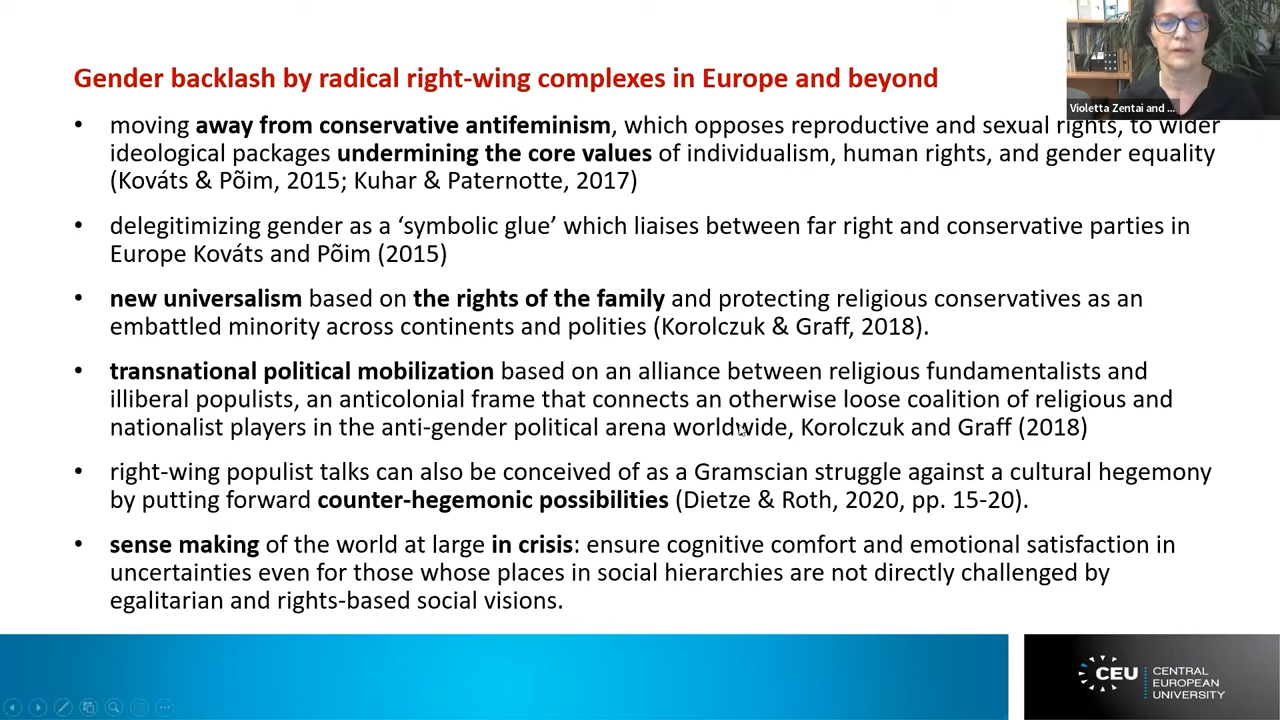 Gender backlash by radical right-wing complexes in Europe and beyond
Violetta Zentai and ...
• moving away from conservative antifeminism, which opposes reproductive and sexual rights, to wider
ideological packages undermining the core values of individualism, human rights, and gender equality
(Kováts & Põim, 2015; Kuhar & Paternotte, 2017)
• delegitimizing gender as a ‘symbolic glue’ which liaises between far right and conservative parties in
Europe Kováts and Põim (2015)
• new universalism based on the rights of the family and protecting religious conservatives as an
embattled minority across continents and polities (Korolczuk & Graff, 2018).
• transnational political mobilization based on an alliance between religious fundamentalists and
illiberal populists, an anticolonial frame that connects an otherwise loose coalition of religious and
nationalist players in the anti-gender political arena worldwide, Korolczuk and Graff (2018)
• right-wing populist talks can also be conceived of as a Gramscian struggle against a cultural hegemony
by putting forward counter-hegemonic possibilities (Dietze & Roth, 2020, pp. 15-20).
• sense making of the world at large in crisis: ensure cognitive comfort and emotional satisfaction in
uncertainties even for those whose places in social hierarchies are not directly challenged by
egalitarian and rights-based social visions.
CEU
CENTRAL
EUROPEAN
UNIVERSITY